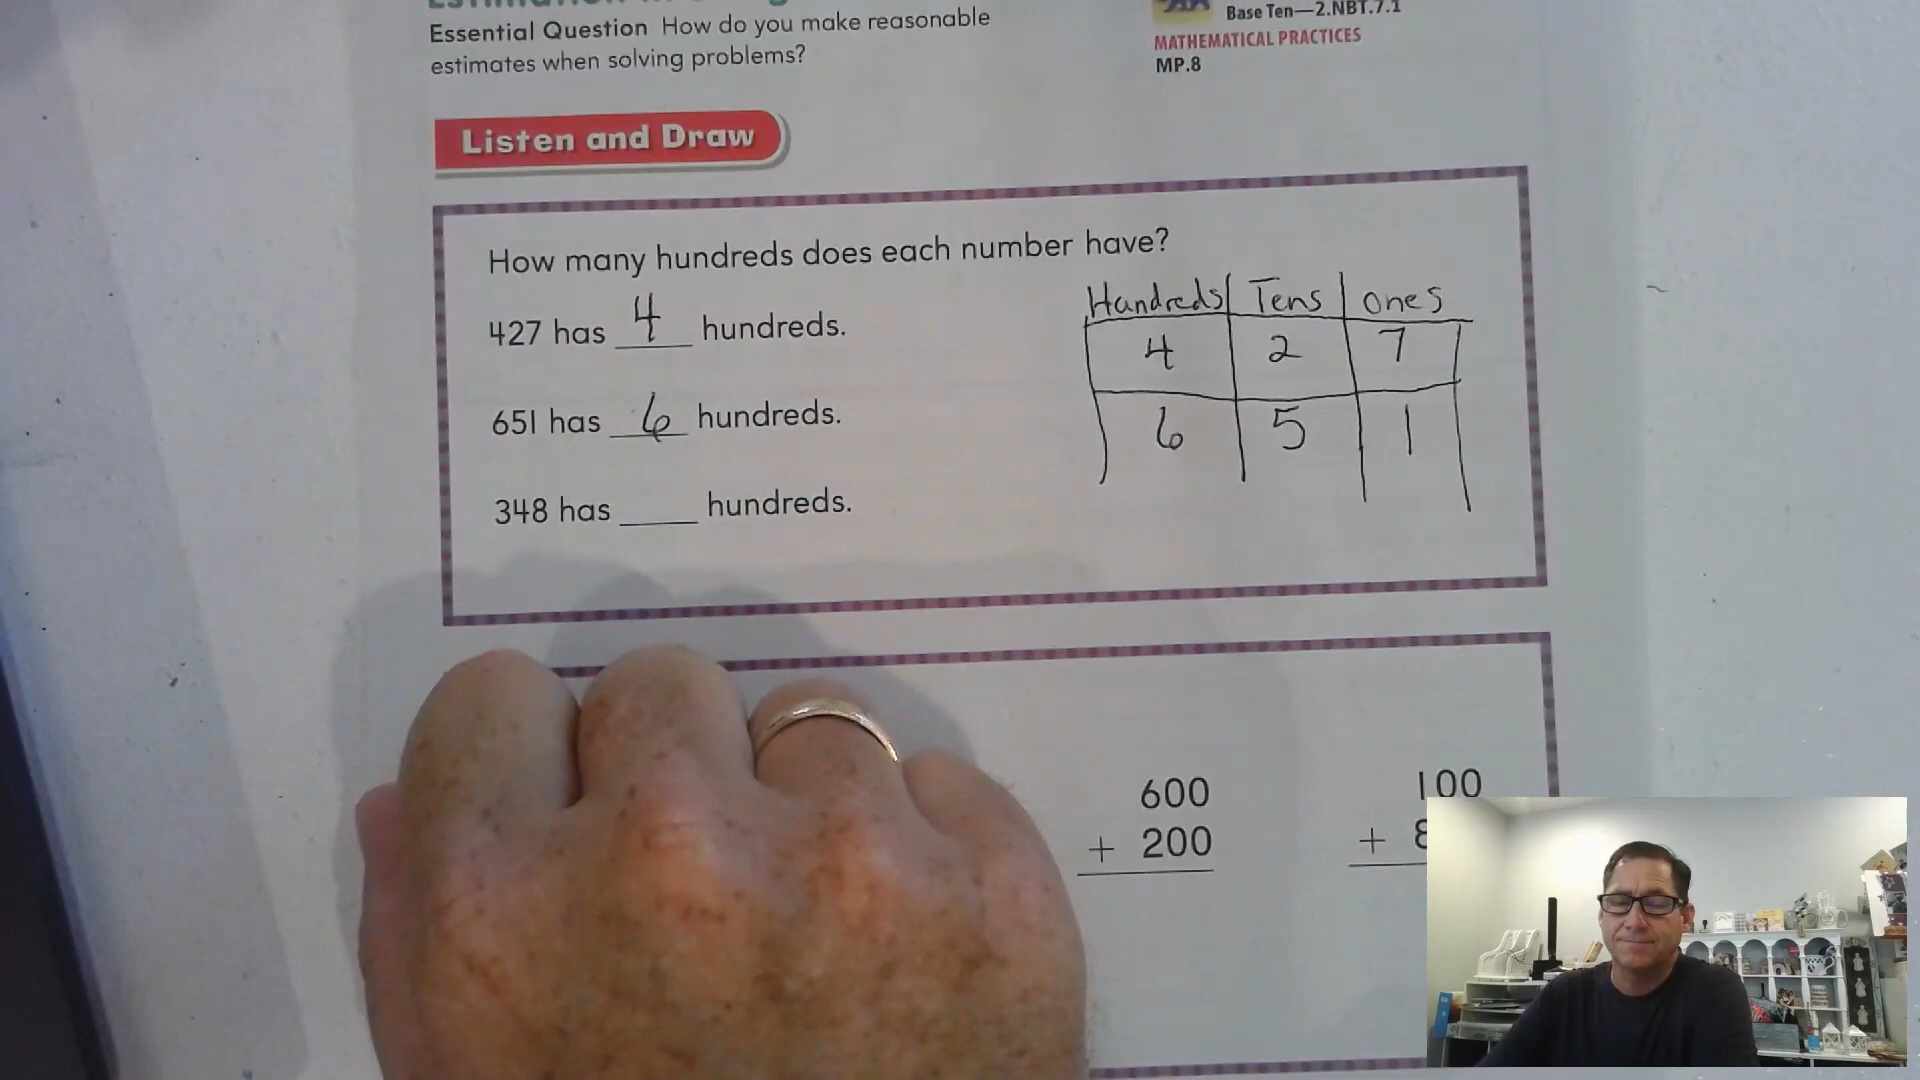 Essential Question How do you make reasonable
estimates when solving problems?
Base Ten—2.NBT.7.1
MATHEMATICAL PRACTICES
MP.8
Listen and Draw
How many hundreds does each number have?
427 has 4 hundreds.
651 has 6 hundreds.
348 has ____ hundreds.
Hundreds Tens Ones
4 2 7
6 5 1
600
+ 200
100
+ 8